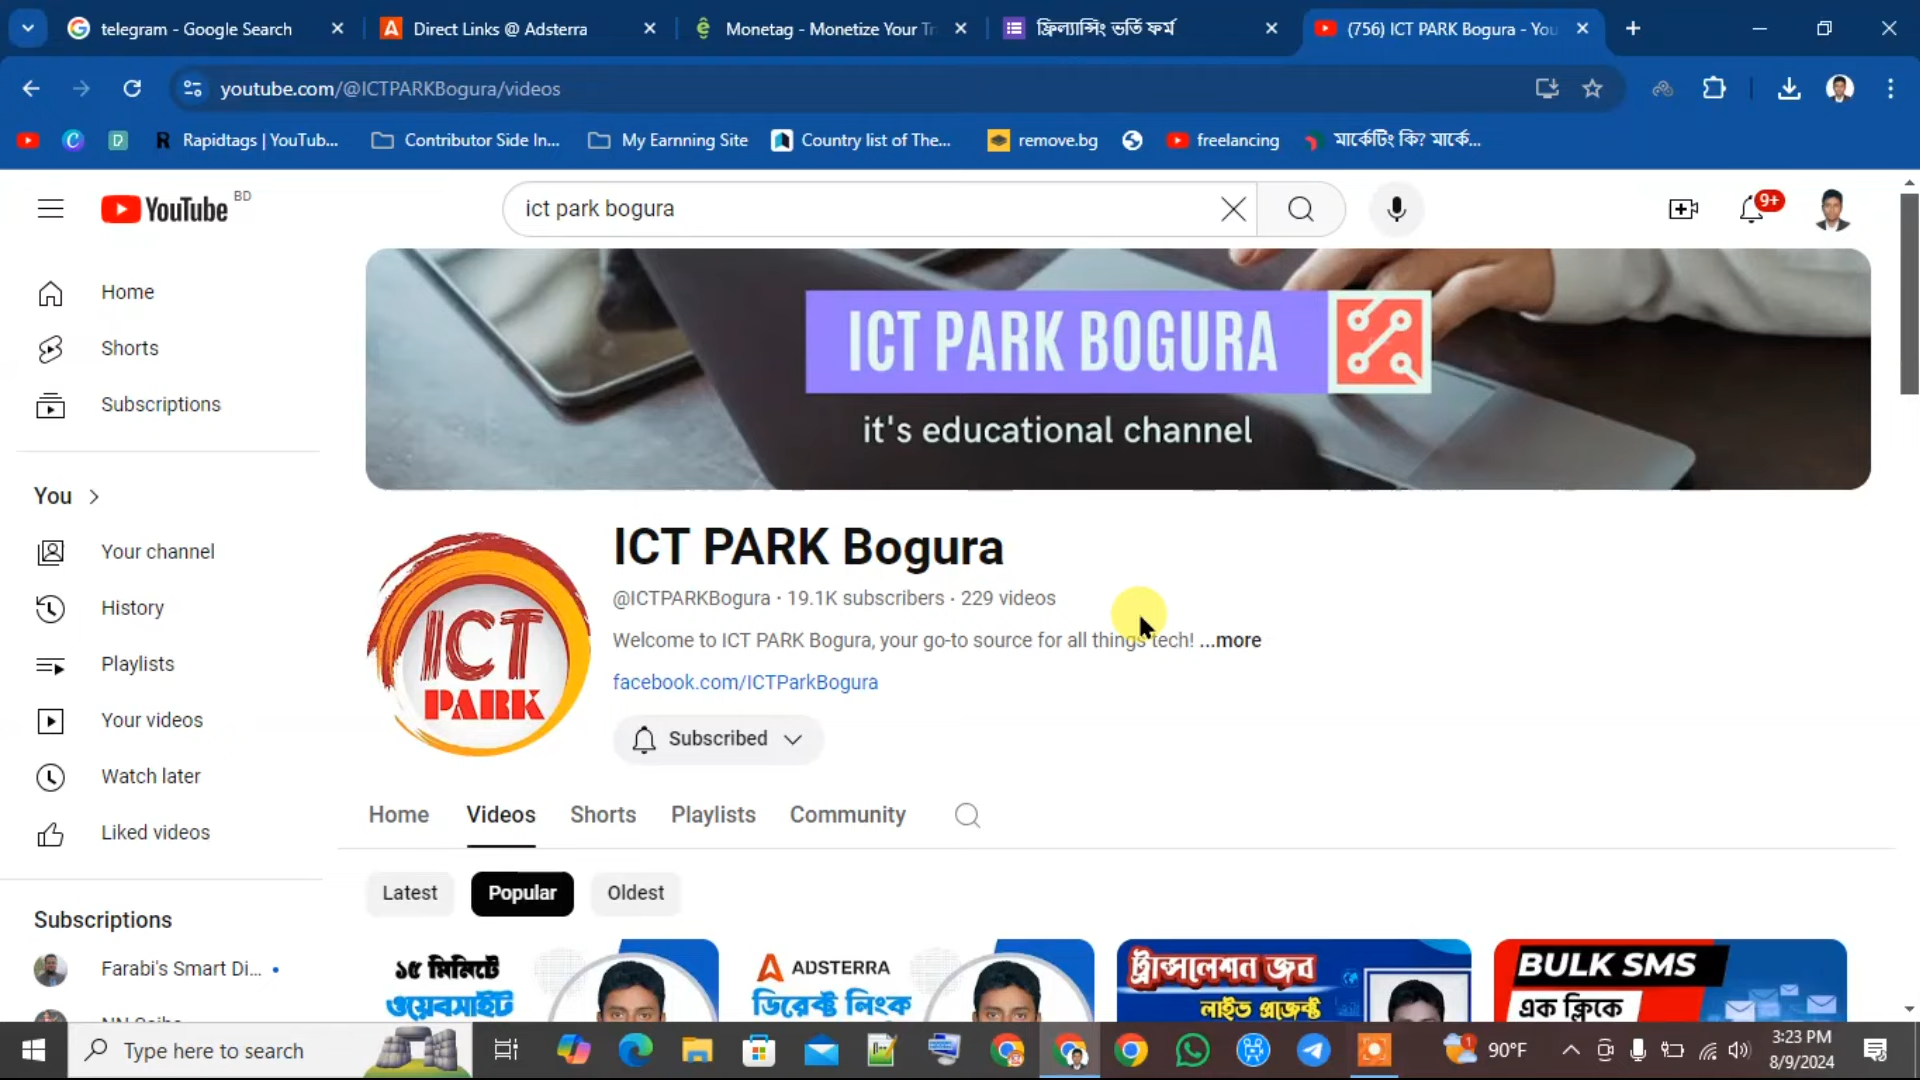 telegram - Google Search
Direct Links @ Adsterra
Monetag - Monetize Your Tr
ফ্রিল্যান্সিং ভর্তি ফর্ম
(756) ICT PARK Bogura - You
youtube.com/@ICTPARKBogura/videos
Rapidtags | YouTub...
Contributor Side In...
My Earnning Site
Country list of The...
remove.bg
freelancing
মার্কেটিং কি? মার্কে...
YouTube BD
ict park bogura
9+
Home
Shorts
Subscriptions
You
Your channel
History
Playlists
Your videos
Watch later
Liked videos
Subscriptions
Farabi's Smart Di...
ICT PARK BOGURA
it's educational channel
ICT PARK
ICT PARK Bogura
@ICTPARKBogura · 19.1K subscribers · 229 videos
Welcome to ICT PARK Bogura, your go-to source for all things tech! ...more
facebook.com/ICTParkBogura
Subscribed
Home Videos Shorts Playlists Community
Latest Popular Oldest
১৫ মিনিটে
ওয়েবসাইট
ADSTERRA
ডিরেক্ট লিংক
ট্রান্সলেশন জব
লাইভ প্রজেক্ট
BULK SMS
এক ক্লিকে
Type here to search
90°F
3:23 PM
8/9/2024